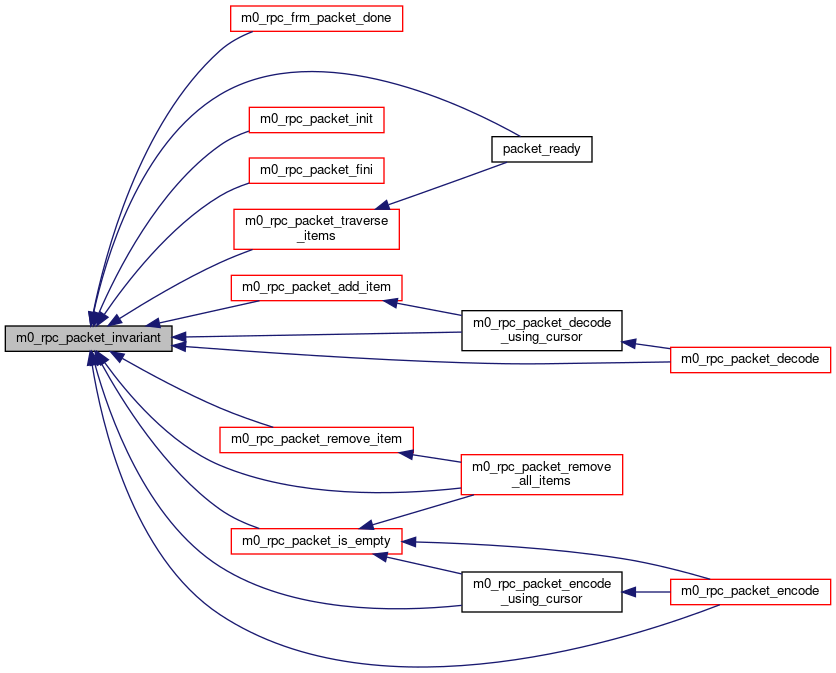 m0_rpc_frm_packet_done
m0_rpc_packet_init
packet_ready
m0_rpc_packet_fini
m0_rpc_packet_traverse
_items
m0_rpc_packet_add_item
m0_rpc_packet_decode
_using_cursor
m0_rpc_packet_invariant
m0_rpc_packet_decode
m0_rpc_packet_remove_item
m0_rpc_packet_remove
_all_items
m0_rpc_packet_is_empty
m0_rpc_packet_encode
_using_cursor
m0_rpc_packet_encode